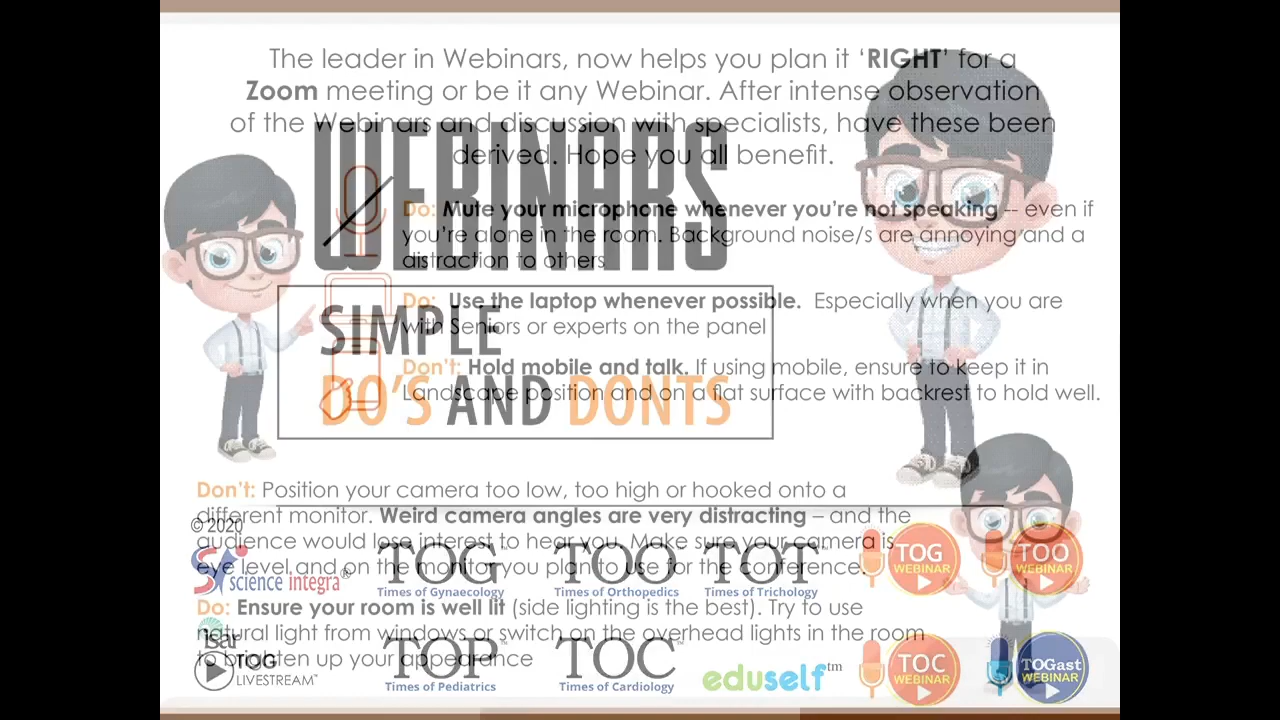 The leader in Webinars, now helps you plan it ‘RIGHT’ for a
Zoom meeting or be it any Webinar. After intense observation
of the Webinars and discussion with specialists, have these been
derived. Hope you all benefit.
WEBINARS
Do: Mute your microphone whenever you're not speaking -- even if
you're alone in the room. Background noise/s are annoying and a
distraction to others
SIMPLE
DO'S AND DONTS
Do: Use the laptop whenever possible. Especially when you are
with Seniors or experts on the panel
Don't: Hold mobile and talk. If using mobile, ensure to keep it in
Landscape position and on a flat surface with backrest to hold well.
Don't: Position your camera too low, too high or hooked onto a
different monitor. Weird camera angles are very distracting – and the
audience would lose interest to hear you. Make sure your camera is
eye level and on the monitor you plan to use for the conference.
© 2020
science integra®
TOG™
Times of Gynaecology
TOO™
Times of Orthopedics
TOT™
Times of Trichology
TOG
WEBINAR
TOO
WEBINAR
Do: Ensure your room is well lit (side lighting is the best). Try to use
natural light from windows or switch on the overhead lights in the room
to brighten up your appearance
isar
TOG
LIVESTREAM™
TOP™
Times of Pediatrics
TOC™
Times of Cardiology
eduself™
TOC
WEBINAR
TOGast
WEBINAR